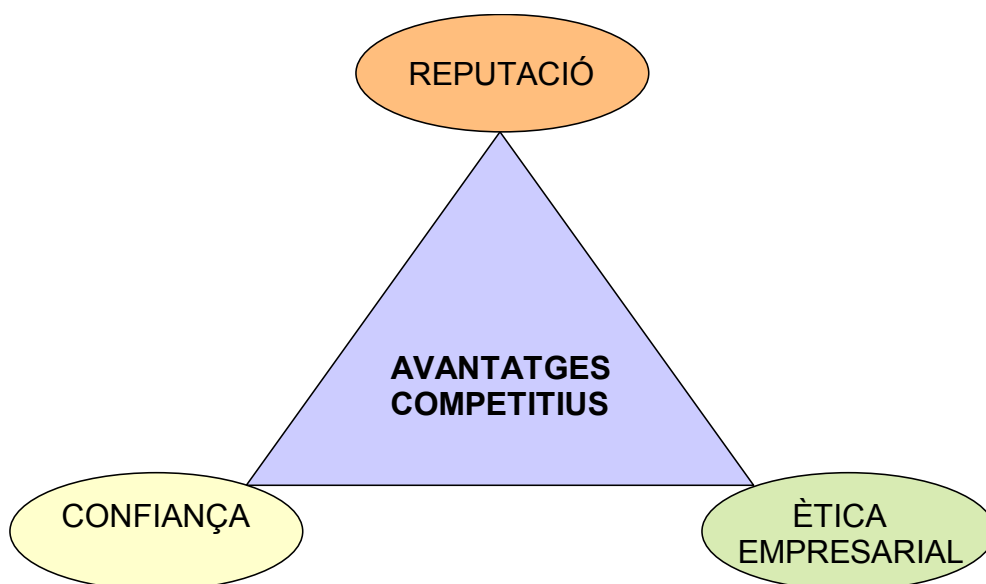 REPUTACIÓ
AVANTATGES
COMPETITIUS
CONFIANÇA
ÈTICA
EMPRESARIAL